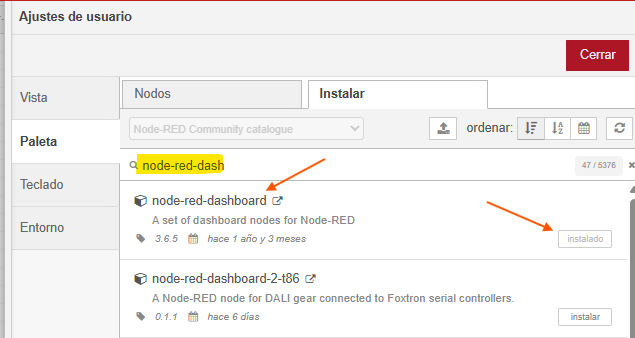 Ajustes de usuario
Cerrar
Vista
Paleta
Teclado
Entorno
Nodos
Instalar
Node-RED Community catalogue
ordenar:
node-red-dash
47 / 5376
node-red-dashboard
A set of dashboard nodes for Node-RED
3.6.5 hace 1 año y 3 meses
instalado
node-red-dashboard-2-t86
A Node-RED node for DALI gear connected to Foxtron serial controllers.
0.1.1 hace 6 días
instalar